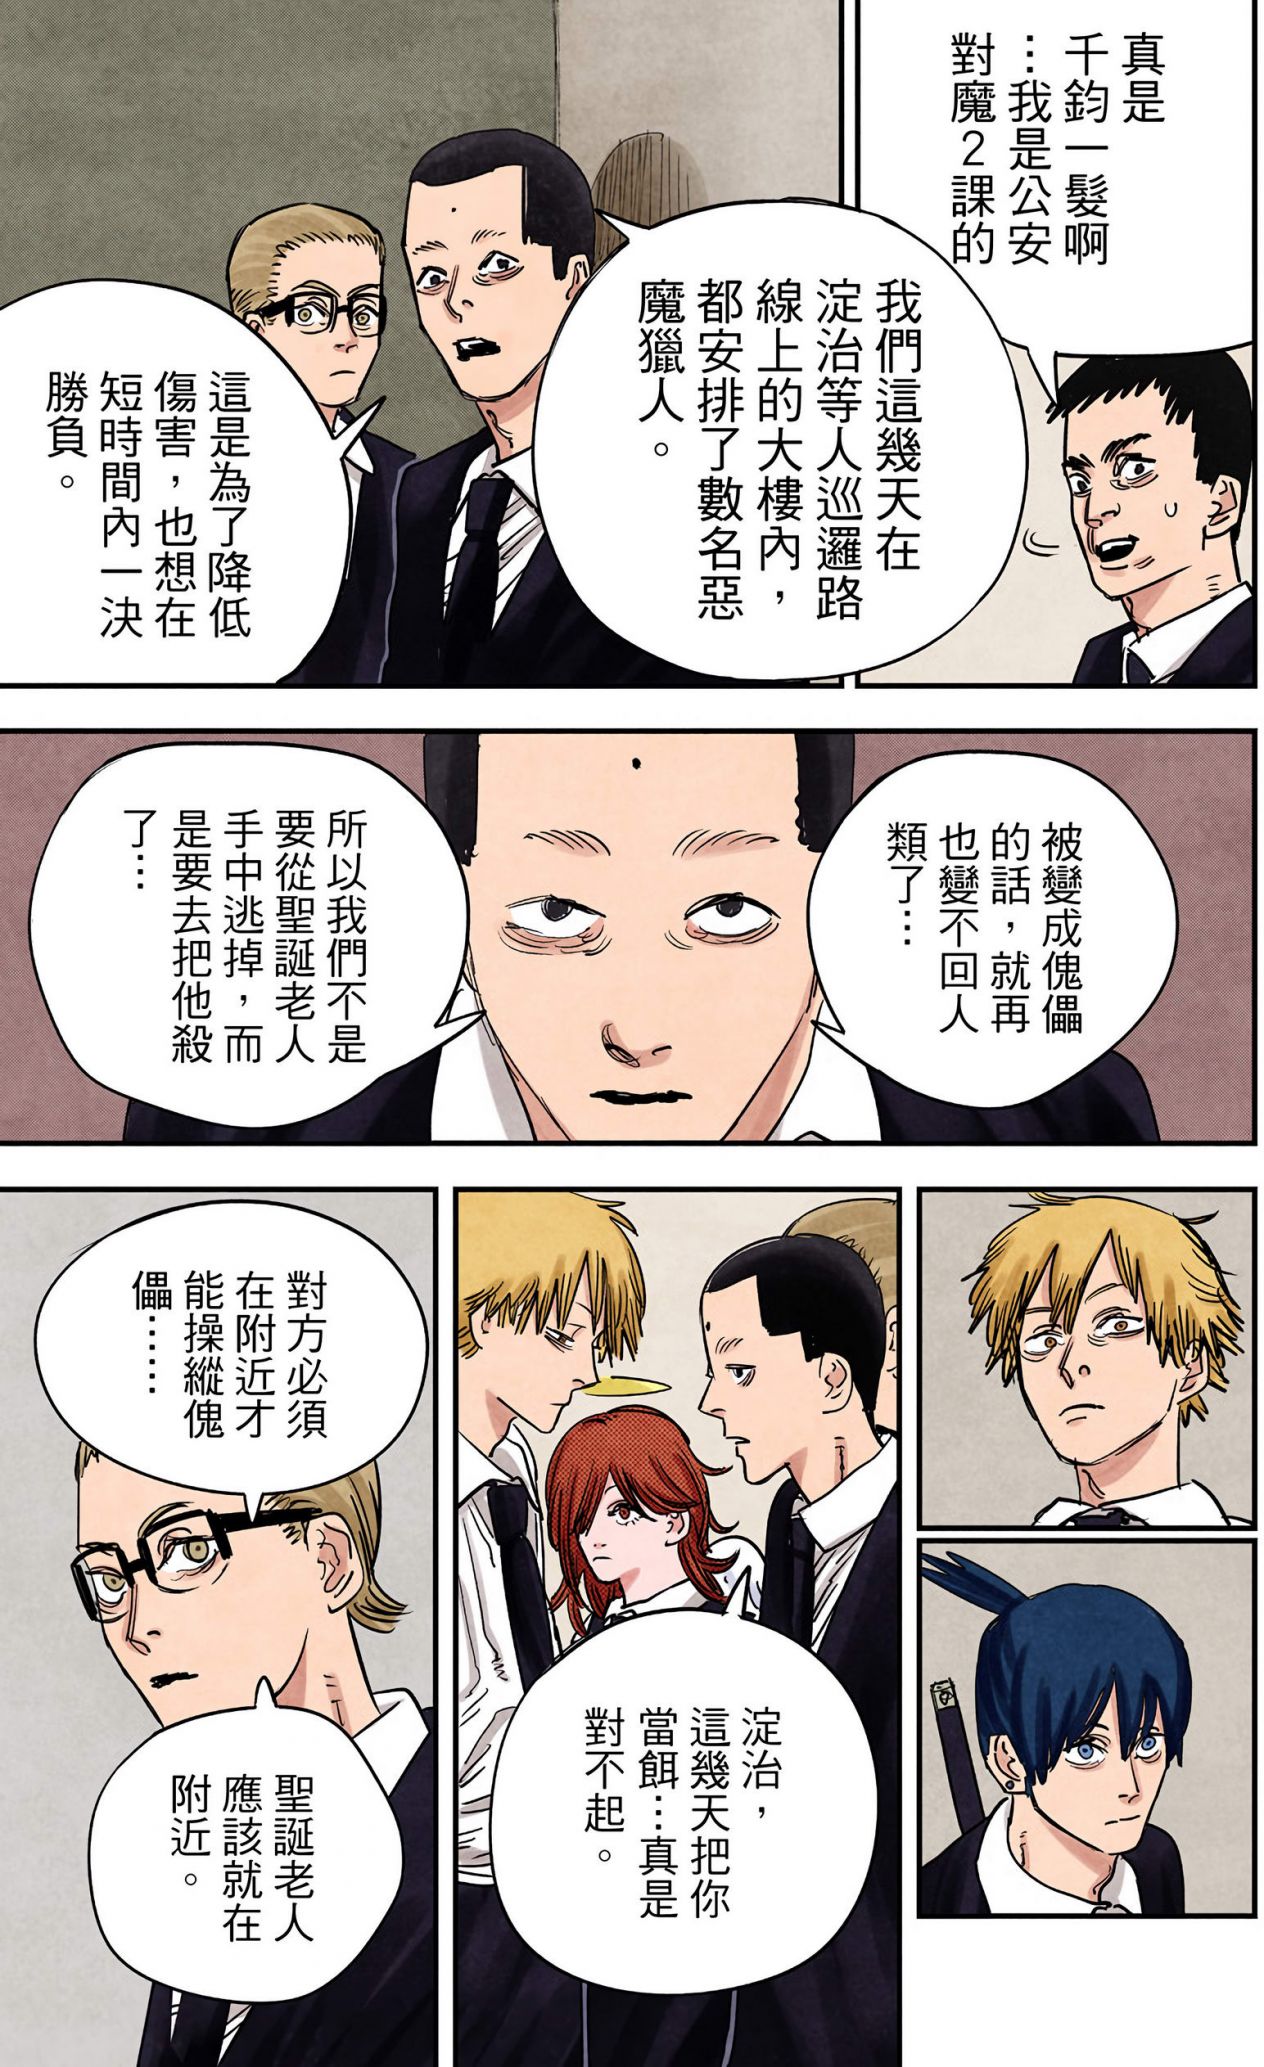 真是
千鈞一髮啊
…我是公安
對魔2課的
我們這幾天在
淀治等人巡邏路
線上的大樓內，
都安排了數名惡
魔獵人。
這是為了降低
傷害，也想在
短時間內一決
勝負。
被變成傀儡
的話，就再
也變不回人
類了…
所以我們不是
要從聖誕老人
手中逃掉，而
是要去把他殺
了…
淀治，
這幾天把你
當餌…真是
對不起。
對方必須
在附近才
能操縱傀
儡……
聖誕老人
應該就在
附近。